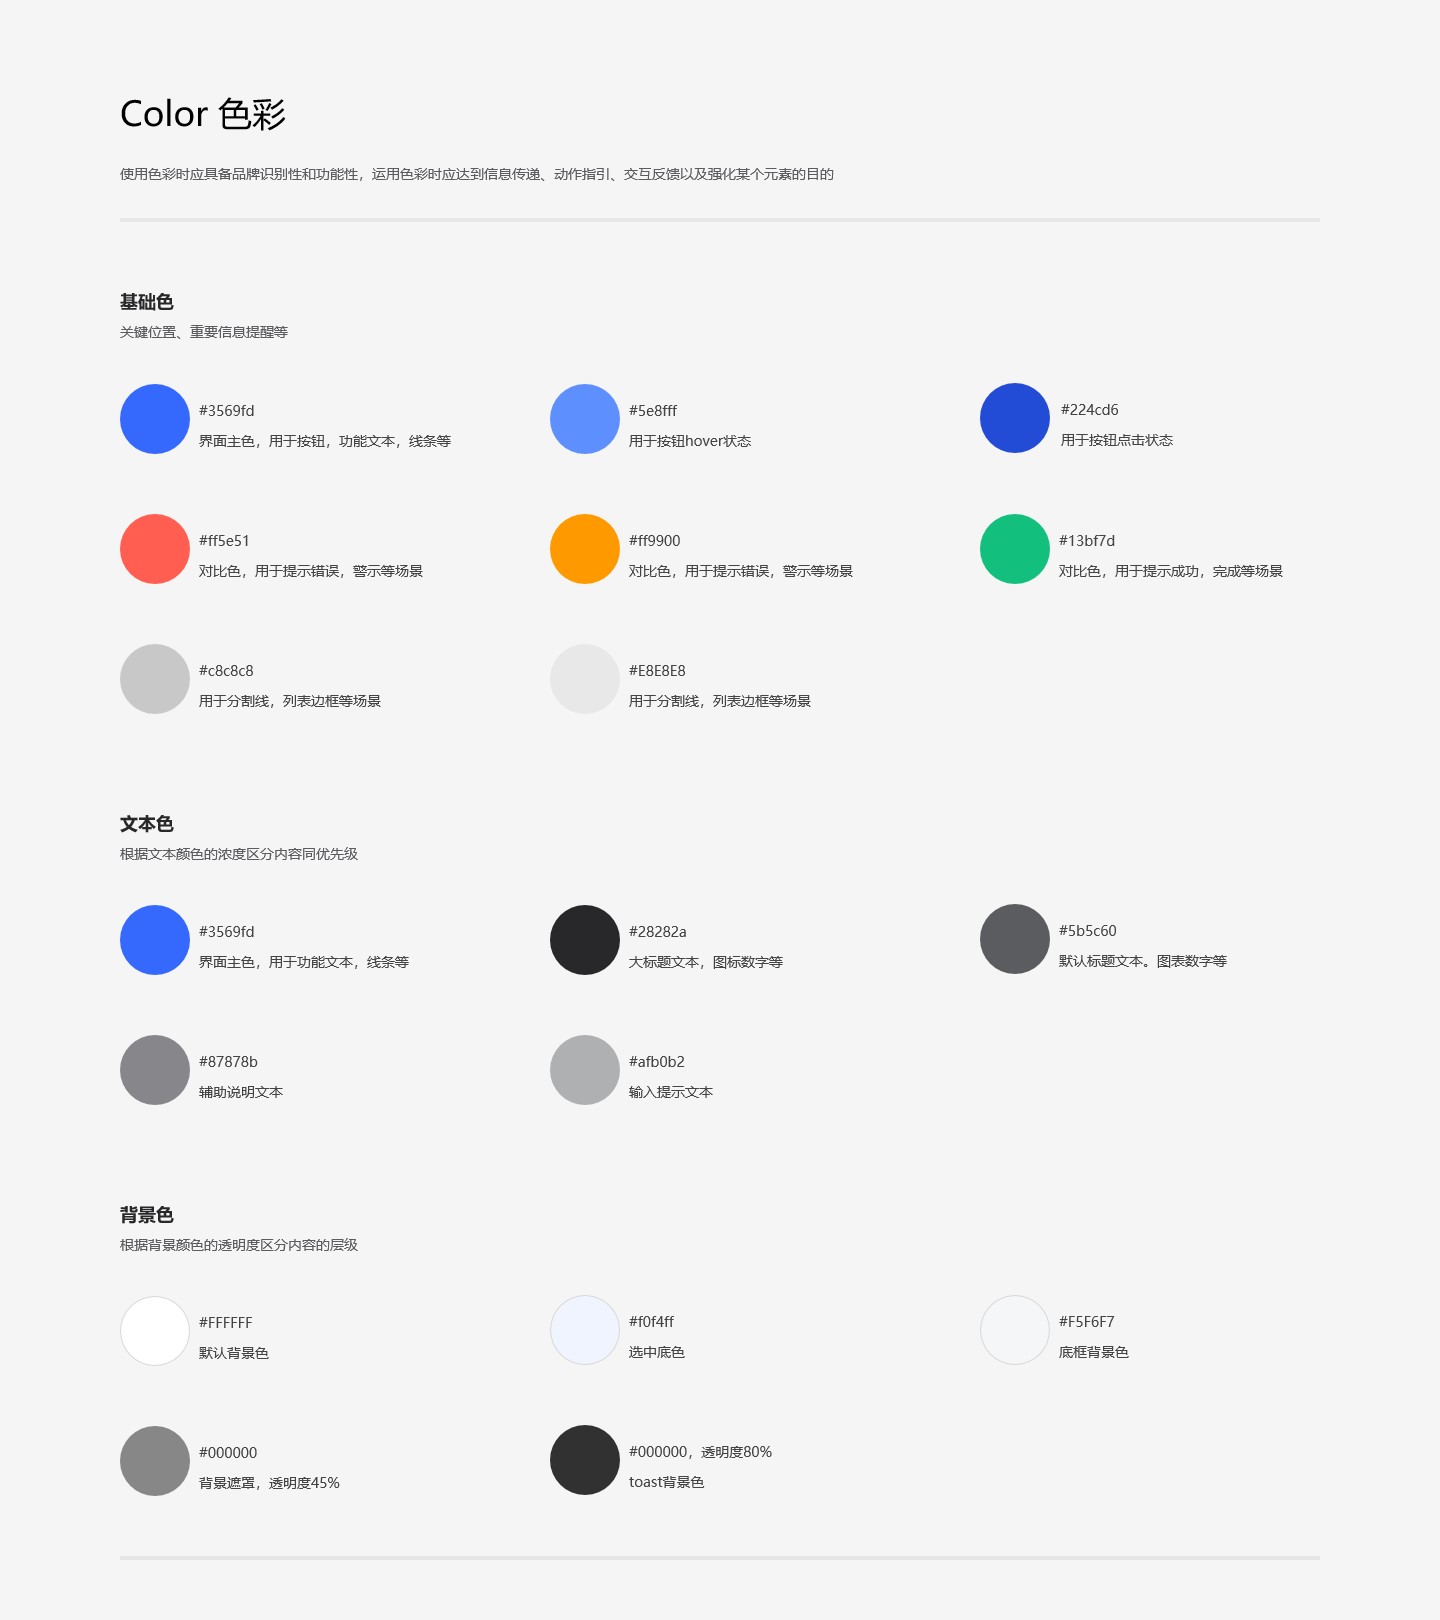 Color 色彩
使用色彩时应具备品牌识别性和功能性，运用色彩时应达到信息传递、动作指引、交互反馈以及强化某个元素的目的
基础色
关键位置、重要信息提醒等
#3569fd
界面主色，用于按钮，功能文本，线条等
#5e8fff
用于按钮hover状态
#224cd6
用于按钮点击状态
#ff5e51
对比色，用于提示错误，警示等场景
#ff9900
对比色，用于提示错误，警示等场景
#13bf7d
对比色，用于提示成功，完成等场景
#c8c8c8
用于分割线，列表边框等场景
#E8E8E8
用于分割线，列表边框等场景
文本色
根据文本颜色的浓度区分内容同优先级
#3569fd
界面主色，用于功能文本，线条等
#28282a
大标题文本，图标数字等
#5b5c60
默认标题文本。图表数字等
#87878b
辅助说明文本
#afb0b2
输入提示文本
背景色
根据背景颜色的透明度区分内容的层级
#FFFFFF
默认背景色
#f0f4ff
选中底色
#F5F6F7
底框背景色
#000000
背景遮罩，透明度45%
#000000，透明度80%
toast背景色